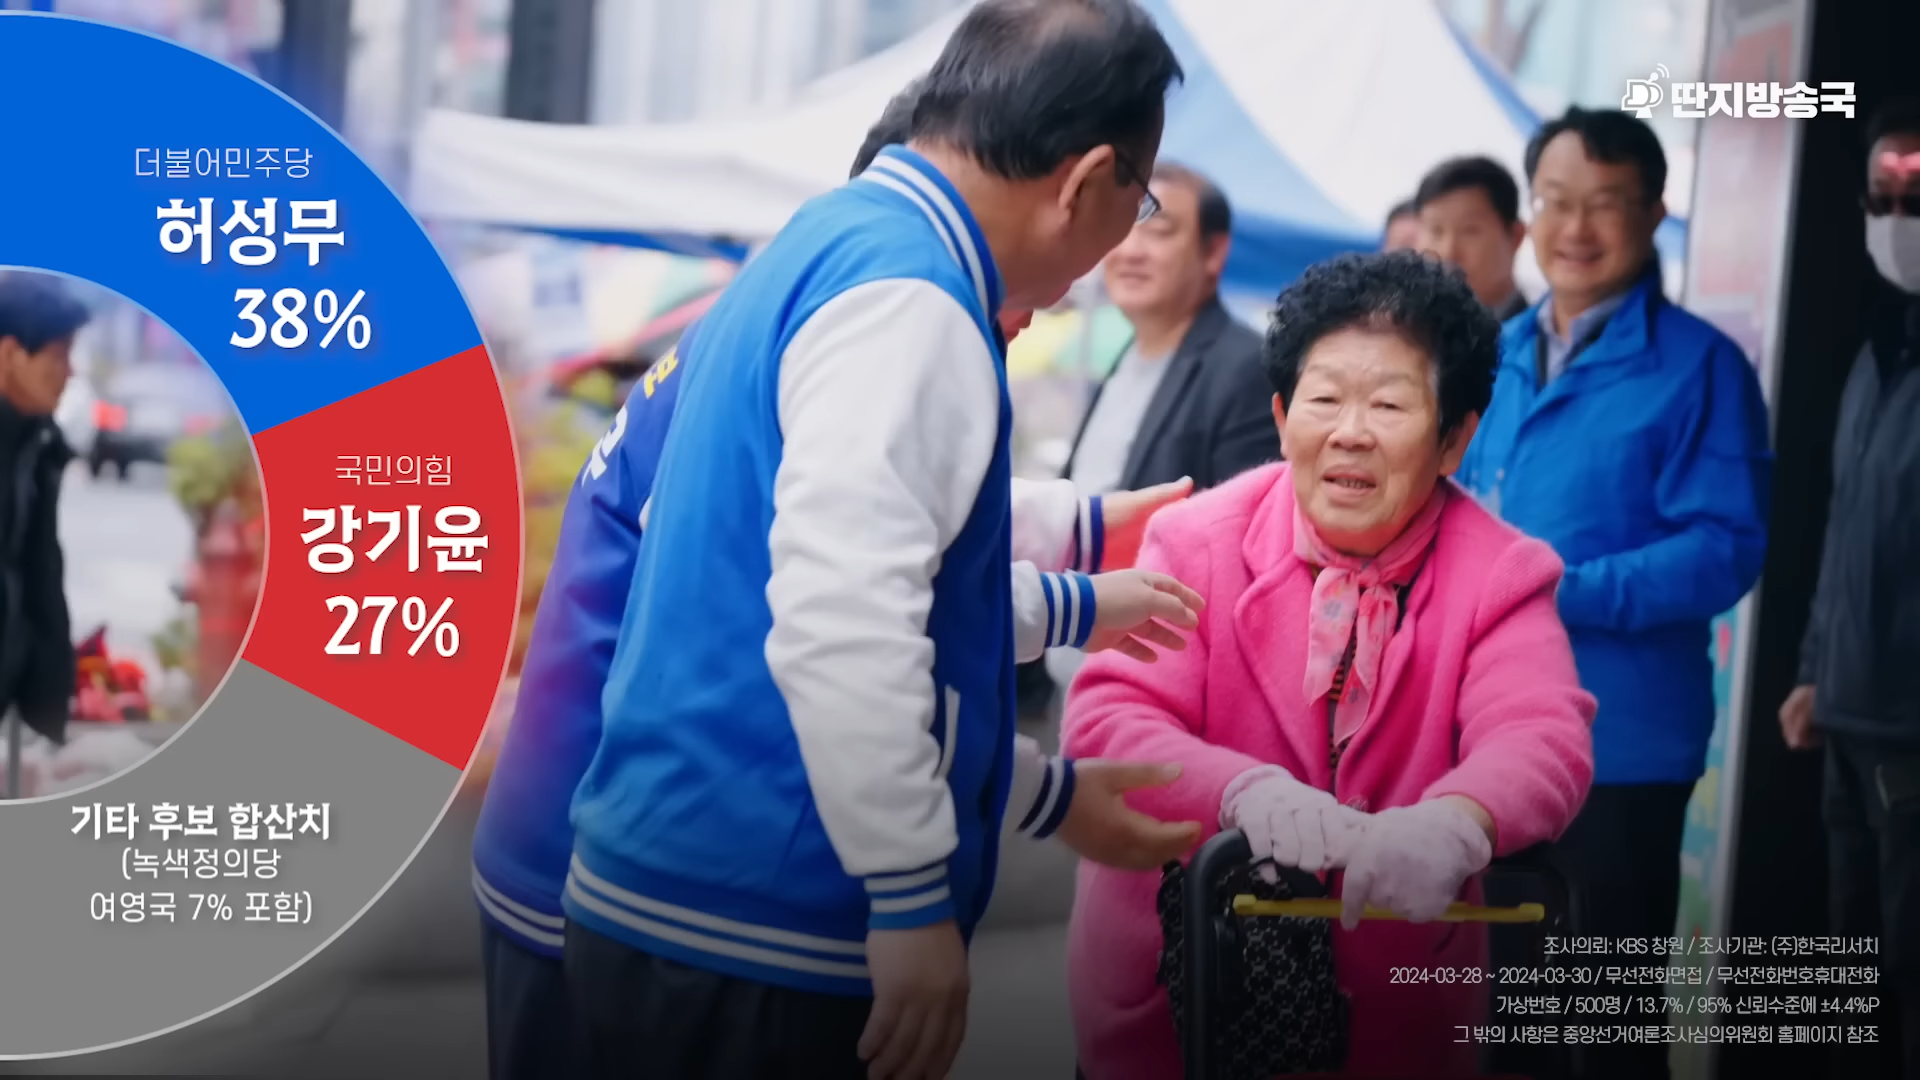 더불어민주당
허성무
38%
국민의힘
강기윤
27%
기타 후보 합산치
(녹색정의당
여영국 7% 포함)
딴지방송국
조사의뢰: KBS 창원 / 조사기관: (주)한국리서치
2024-03-28 ~ 2024-03-30 / 무선전화면접 / 무선전화번호휴대전화
가상번호 / 500명 / 13.7% / 95% 신뢰수준에 ±4.4%P
그 밖의 사항은 중앙선거여론조사심의위원회 홈페이지 참조